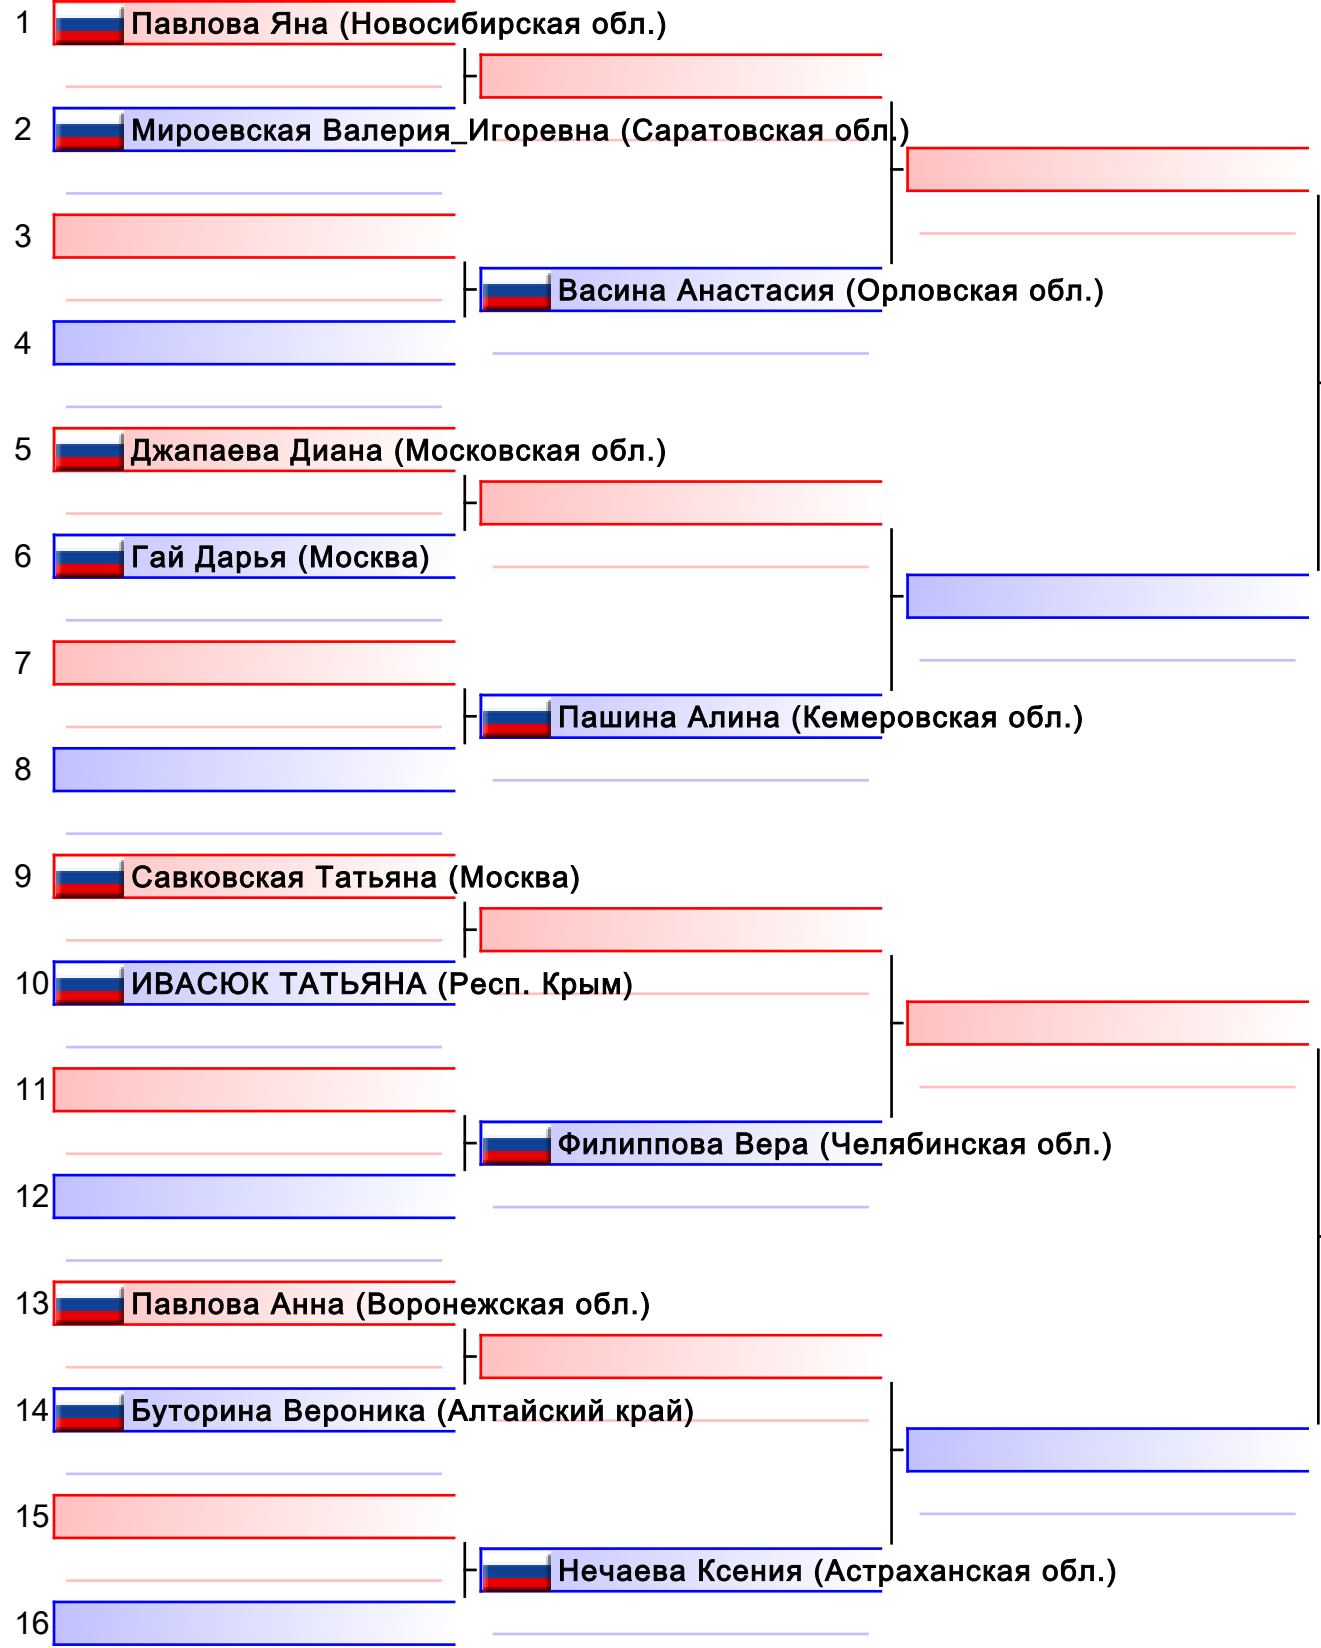 1 Павлова Яна (Новосибирская обл.)
2 Мироевская Валерия_Игоревна (Саратовская обл.)
3
Васина Анастасия (Орловская обл.)
4
5 Джапаева Диана (Московская обл.)
6 Гай Дарья (Москва)
7
Пашина Алина (Кемеровская обл.)
8
9 Савковская Татьяна (Москва)
10 ИВАСЮК ТАТЬЯНА (Респ. Крым)
11
Филиппова Вера (Челябинская обл.)
12
13 Павлова Анна (Воронежская обл.)
14 Буторина Вероника (Алтайский край)
15
Нечаева Ксения (Астраханская обл.)
16